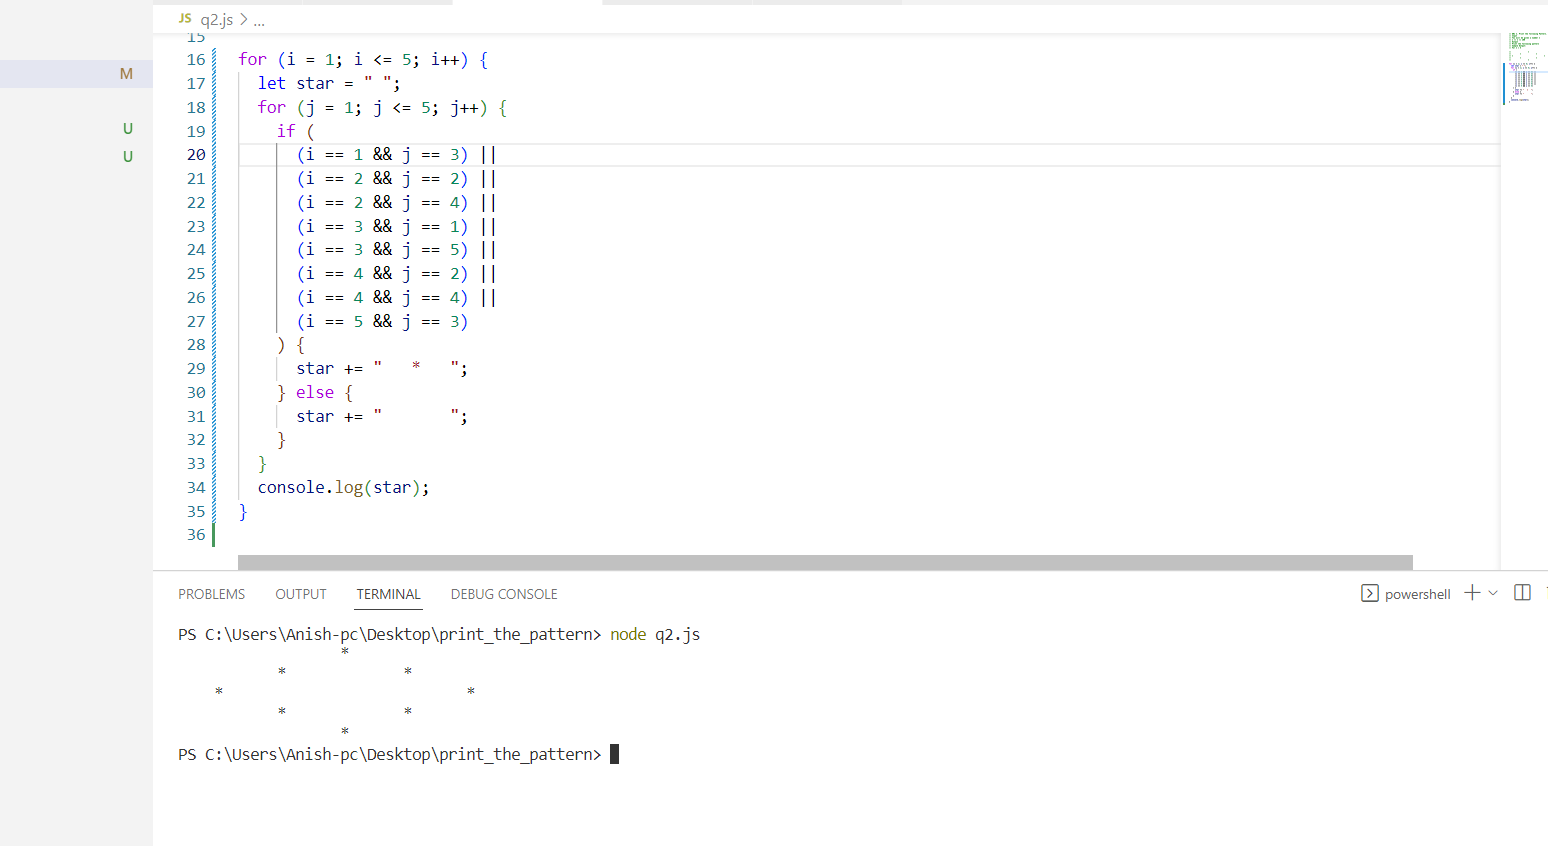 JS q2.js > ...
15
16 for (i = 1; i <= 5; i++) {
17   let star = " ";
18   for (j = 1; j <= 5; j++) {
19     if (
20       (i == 1 && j == 3) ||
21       (i == 2 && j == 2) ||
22       (i == 2 && j == 4) ||
23       (i == 3 && j == 1) ||
24       (i == 3 && j == 5) ||
25       (i == 4 && j == 2) ||
26       (i == 4 && j == 4) ||
27       (i == 5 && j == 3)
28     ) {
29       star += "   *   ";
30     } else {
31       star += "       ";
32     }
33   }
34   console.log(star);
35 }
36
M
U
U
PROBLEMS OUTPUT TERMINAL DEBUG CONSOLE powershell
PS C:\Users\Anish-pc\Desktop\print_the_pattern> node q2.js
                  *
           *             *
    *                           *
           *             *
                  *
PS C:\Users\Anish-pc\Desktop\print_the_pattern>